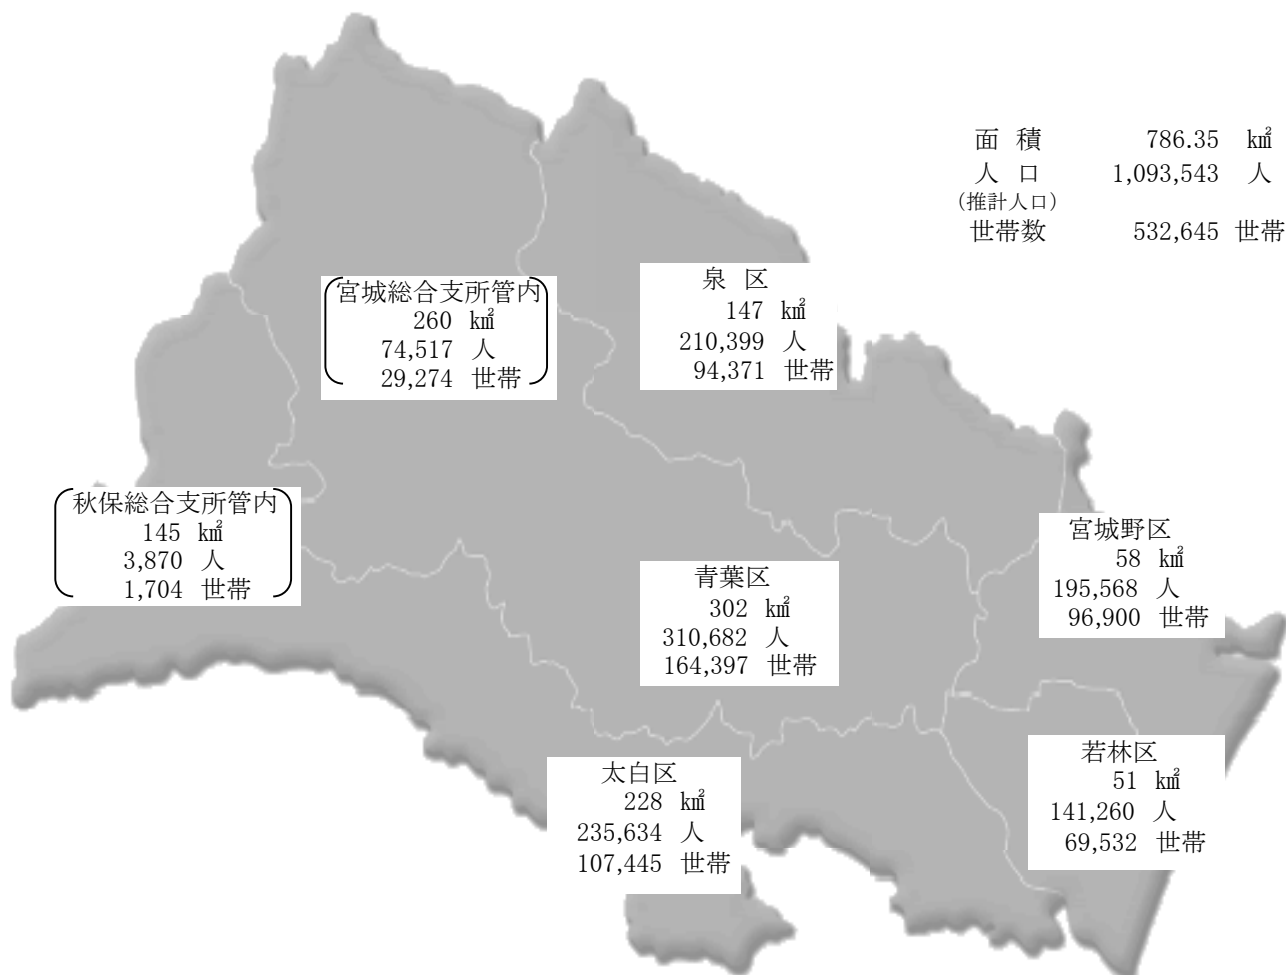 面 積 786.35 k㎡
人 口 1,093,543 人
(推計人口)
世帯数 532,645 世帯
宮城総合支所管内
260 k㎡
74,517 人
29,274 世帯
泉 区
147 k㎡
210,399 人
94,371 世帯
秋保総合支所管内
145 k㎡
3,870 人
1,704 世帯
青葉区
302 k㎡
310,682 人
164,397 世帯
宮城野区
58 k㎡
195,568 人
96,900 世帯
太白区
228 k㎡
235,634 人
107,445 世帯
若林区
51 k㎡
141,260 人
69,532 世帯